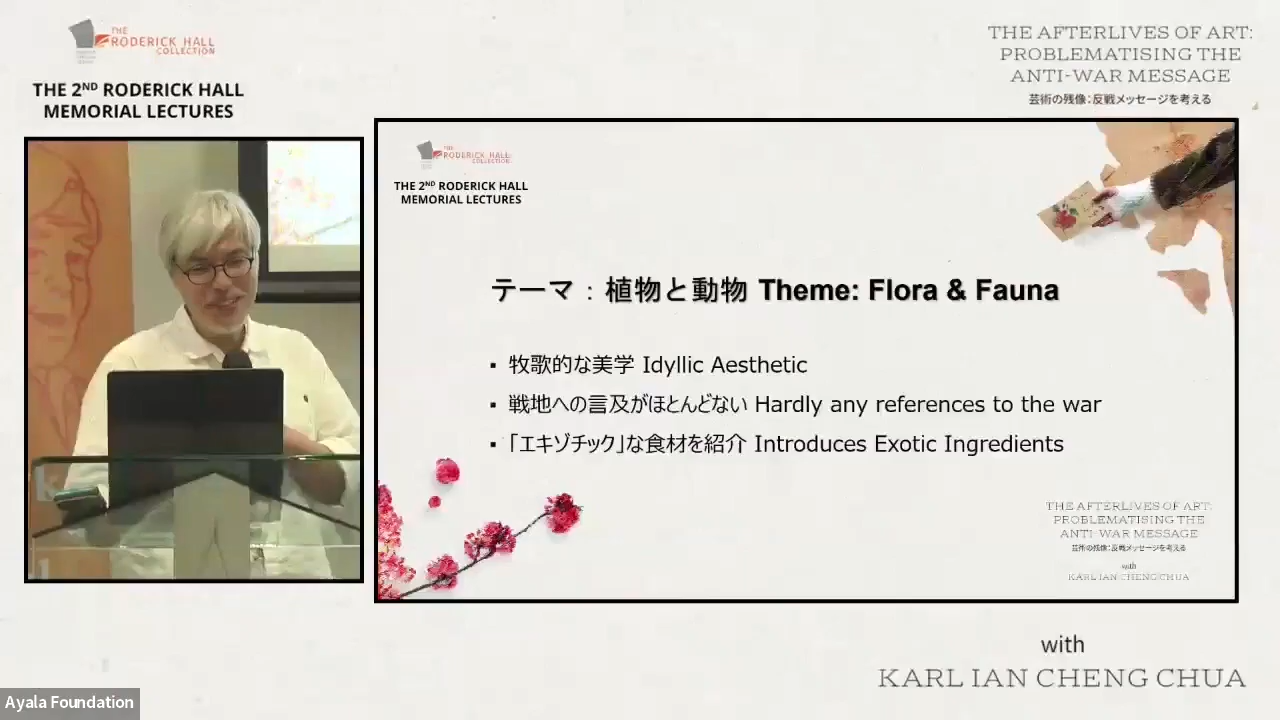 THE
RODERICK HALL
COLLECTION
THE 2ND RODERICK HALL
MEMORIAL LECTURES
THE AFTERLIVES OF ART:
PROBLEMATISING THE
ANTI-WAR MESSAGE
芸術の残像：反戦メッセージを考える
THE
RODERICK HALL
COLLECTION
THE 2ND RODERICK HALL
MEMORIAL LECTURES
テーマ：植物と動物 Theme: Flora & Fauna
▪ 牧歌的な美学 Idyllic Aesthetic
▪ 戦地への言及がほとんどない Hardly any references to the war
▪ 「エキゾチック」な食材を紹介 Introduces Exotic Ingredients
THE AFTERLIVES OF ART:
PROBLEMATISING THE
ANTI-WAR MESSAGE
芸術の残像：反戦メッセージを考える
with
KARL IAN CHENG CHUA
with
KARL IAN CHENG CHUA
Ayala Foundation